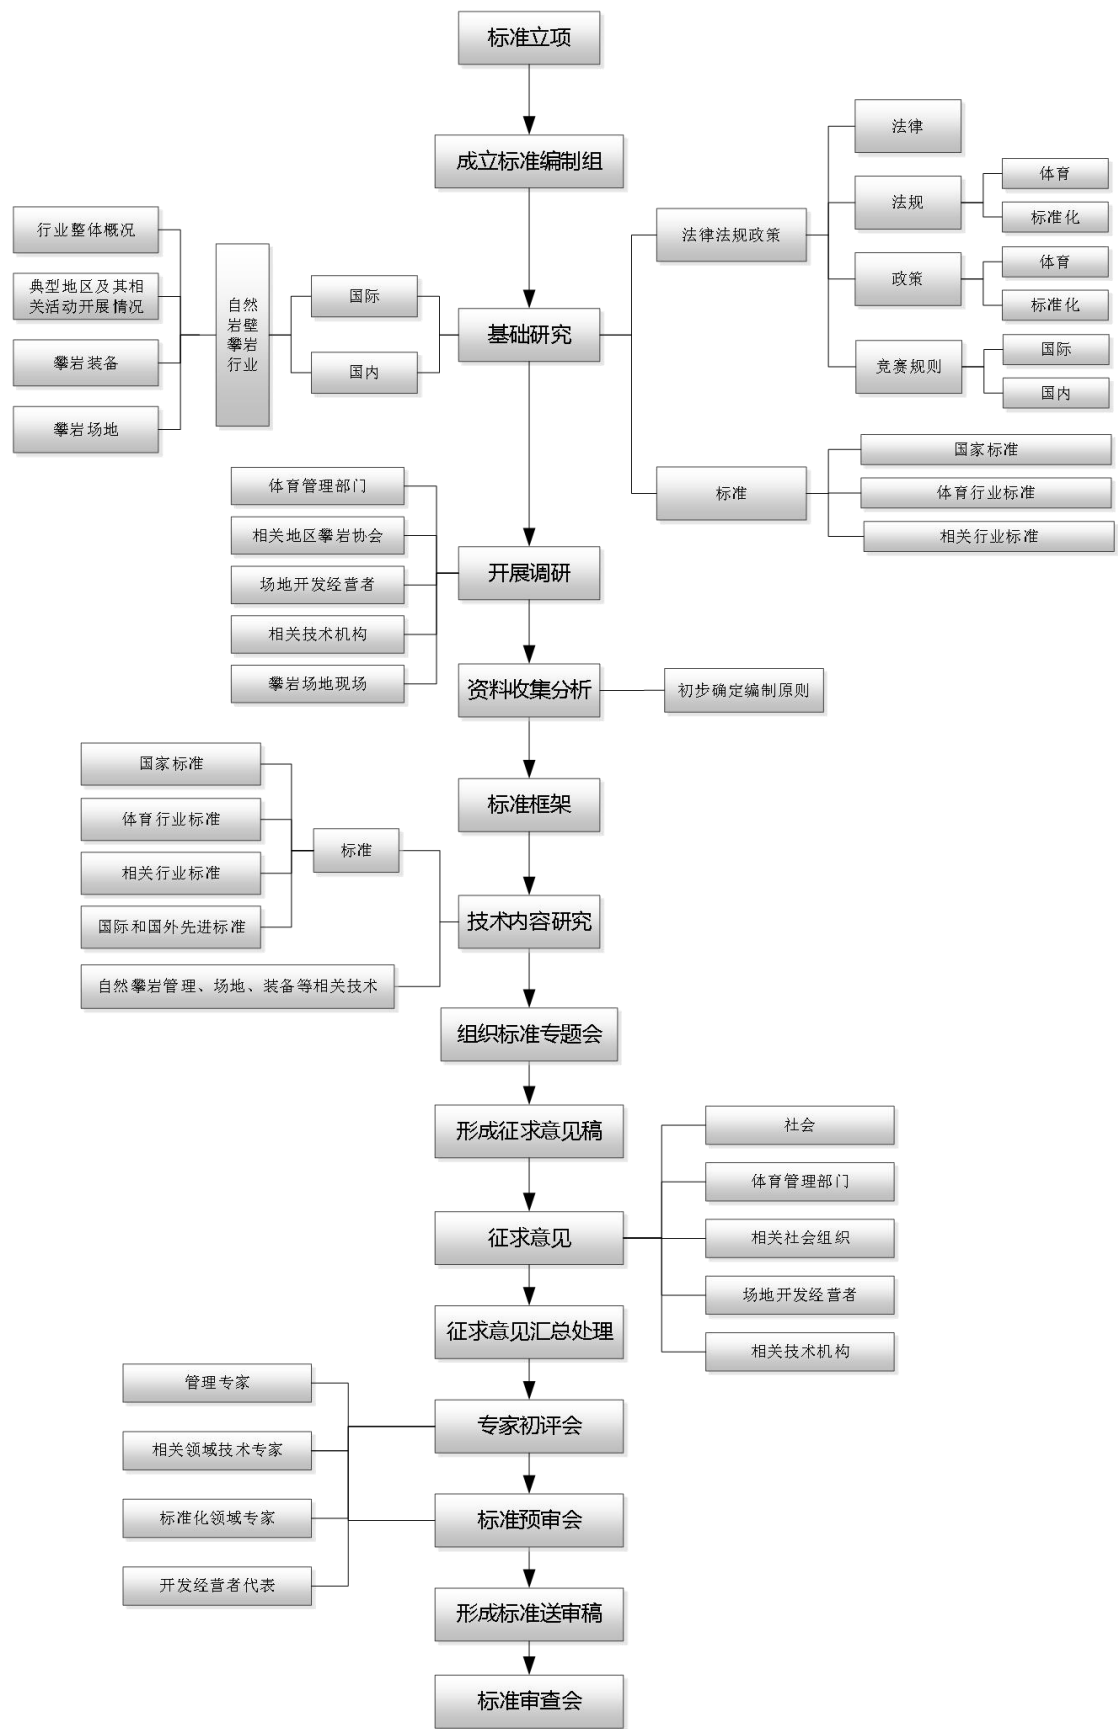 标准立项
成立标准编制组
法律
法规
体育
标准化
法律法规政策
政策
体育
标准化
竞赛规则
国际
国内
行业整体概况
典型地区及其相
关活动开展情况
攀岩装备
攀岩场地
自然
岩壁
攀岩
行业
国际
国内
基础研究
标准
国家标准
体育行业标准
相关行业标准
体育管理部门
相关地区攀岩协会
场地开发经营者
相关技术机构
攀岩场地现场
开展调研
资料收集分析
初步确定编制原则
标准框架
国家标准
体育行业标准
相关行业标准
国际和国外先进标准
标准
自然攀岩管理、场地、装备等相关技术
技术内容研究
组织标准专题会
形成征求意见稿
征求意见
社会
体育管理部门
相关社会组织
场地开发经营者
相关技术机构
征求意见汇总处理
管理专家
相关领域技术专家
标准化领域专家
开发经营者代表
专家初评会
标准预审会
形成标准送审稿
标准审查会